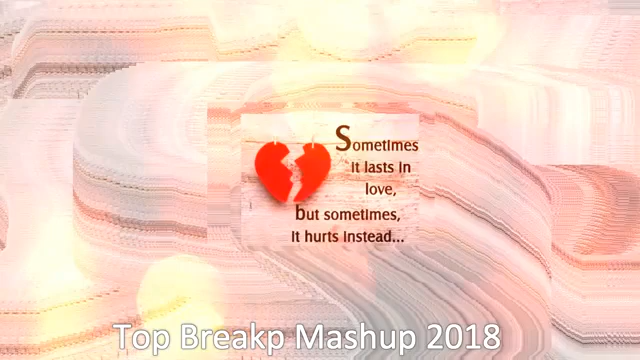 Sometimes
it lasts in
love,
but sometimes,
it hurts instead...
Top Breakp Mashup 2018